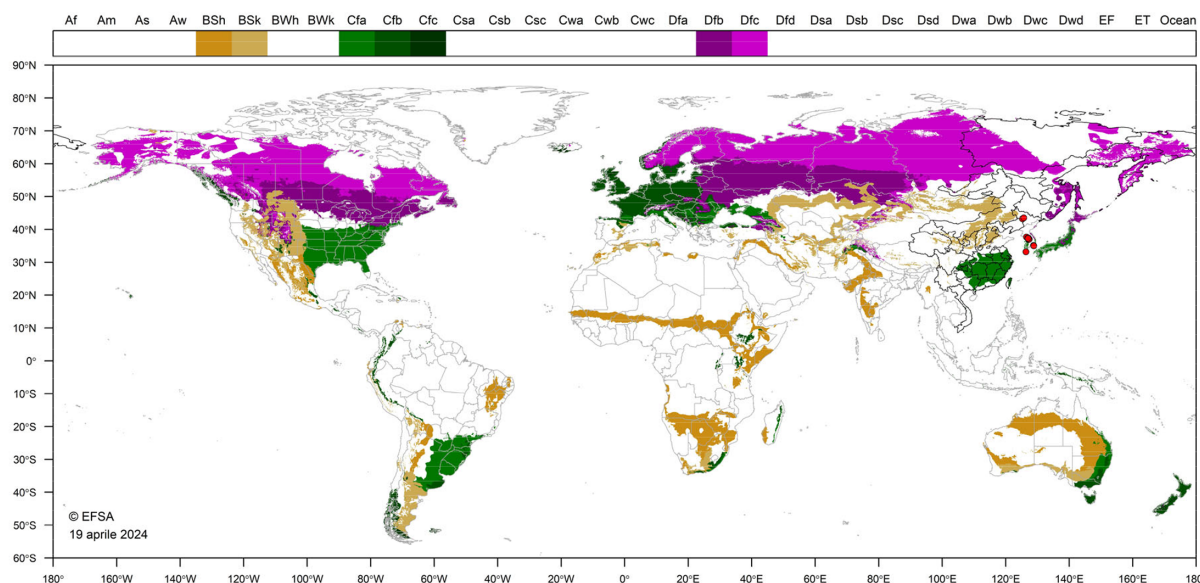 Af Am As Aw BSh BSk BWh BWk Cfa Cfb Cfc Csa Csb Csc Cwa Cwb Cwc Dfa Dfb Dfc Dfd Dsa Dsb Dsc Dsd Dwa Dwb Dwc Dwd EF ET Ocean
90°N
80°N
70°N
60°N
50°N
40°N
30°N
20°N
10°N
0°
10°S
20°S
30°S
40°S
50°S
60°S
© EFSA
19 aprile 2024
180° 160°W 140°W 120°W 100°W 80°W 60°W 40°W 20°W 0° 20°E 40°E 60°E 80°E 100°E 120°E 140°E 160°E